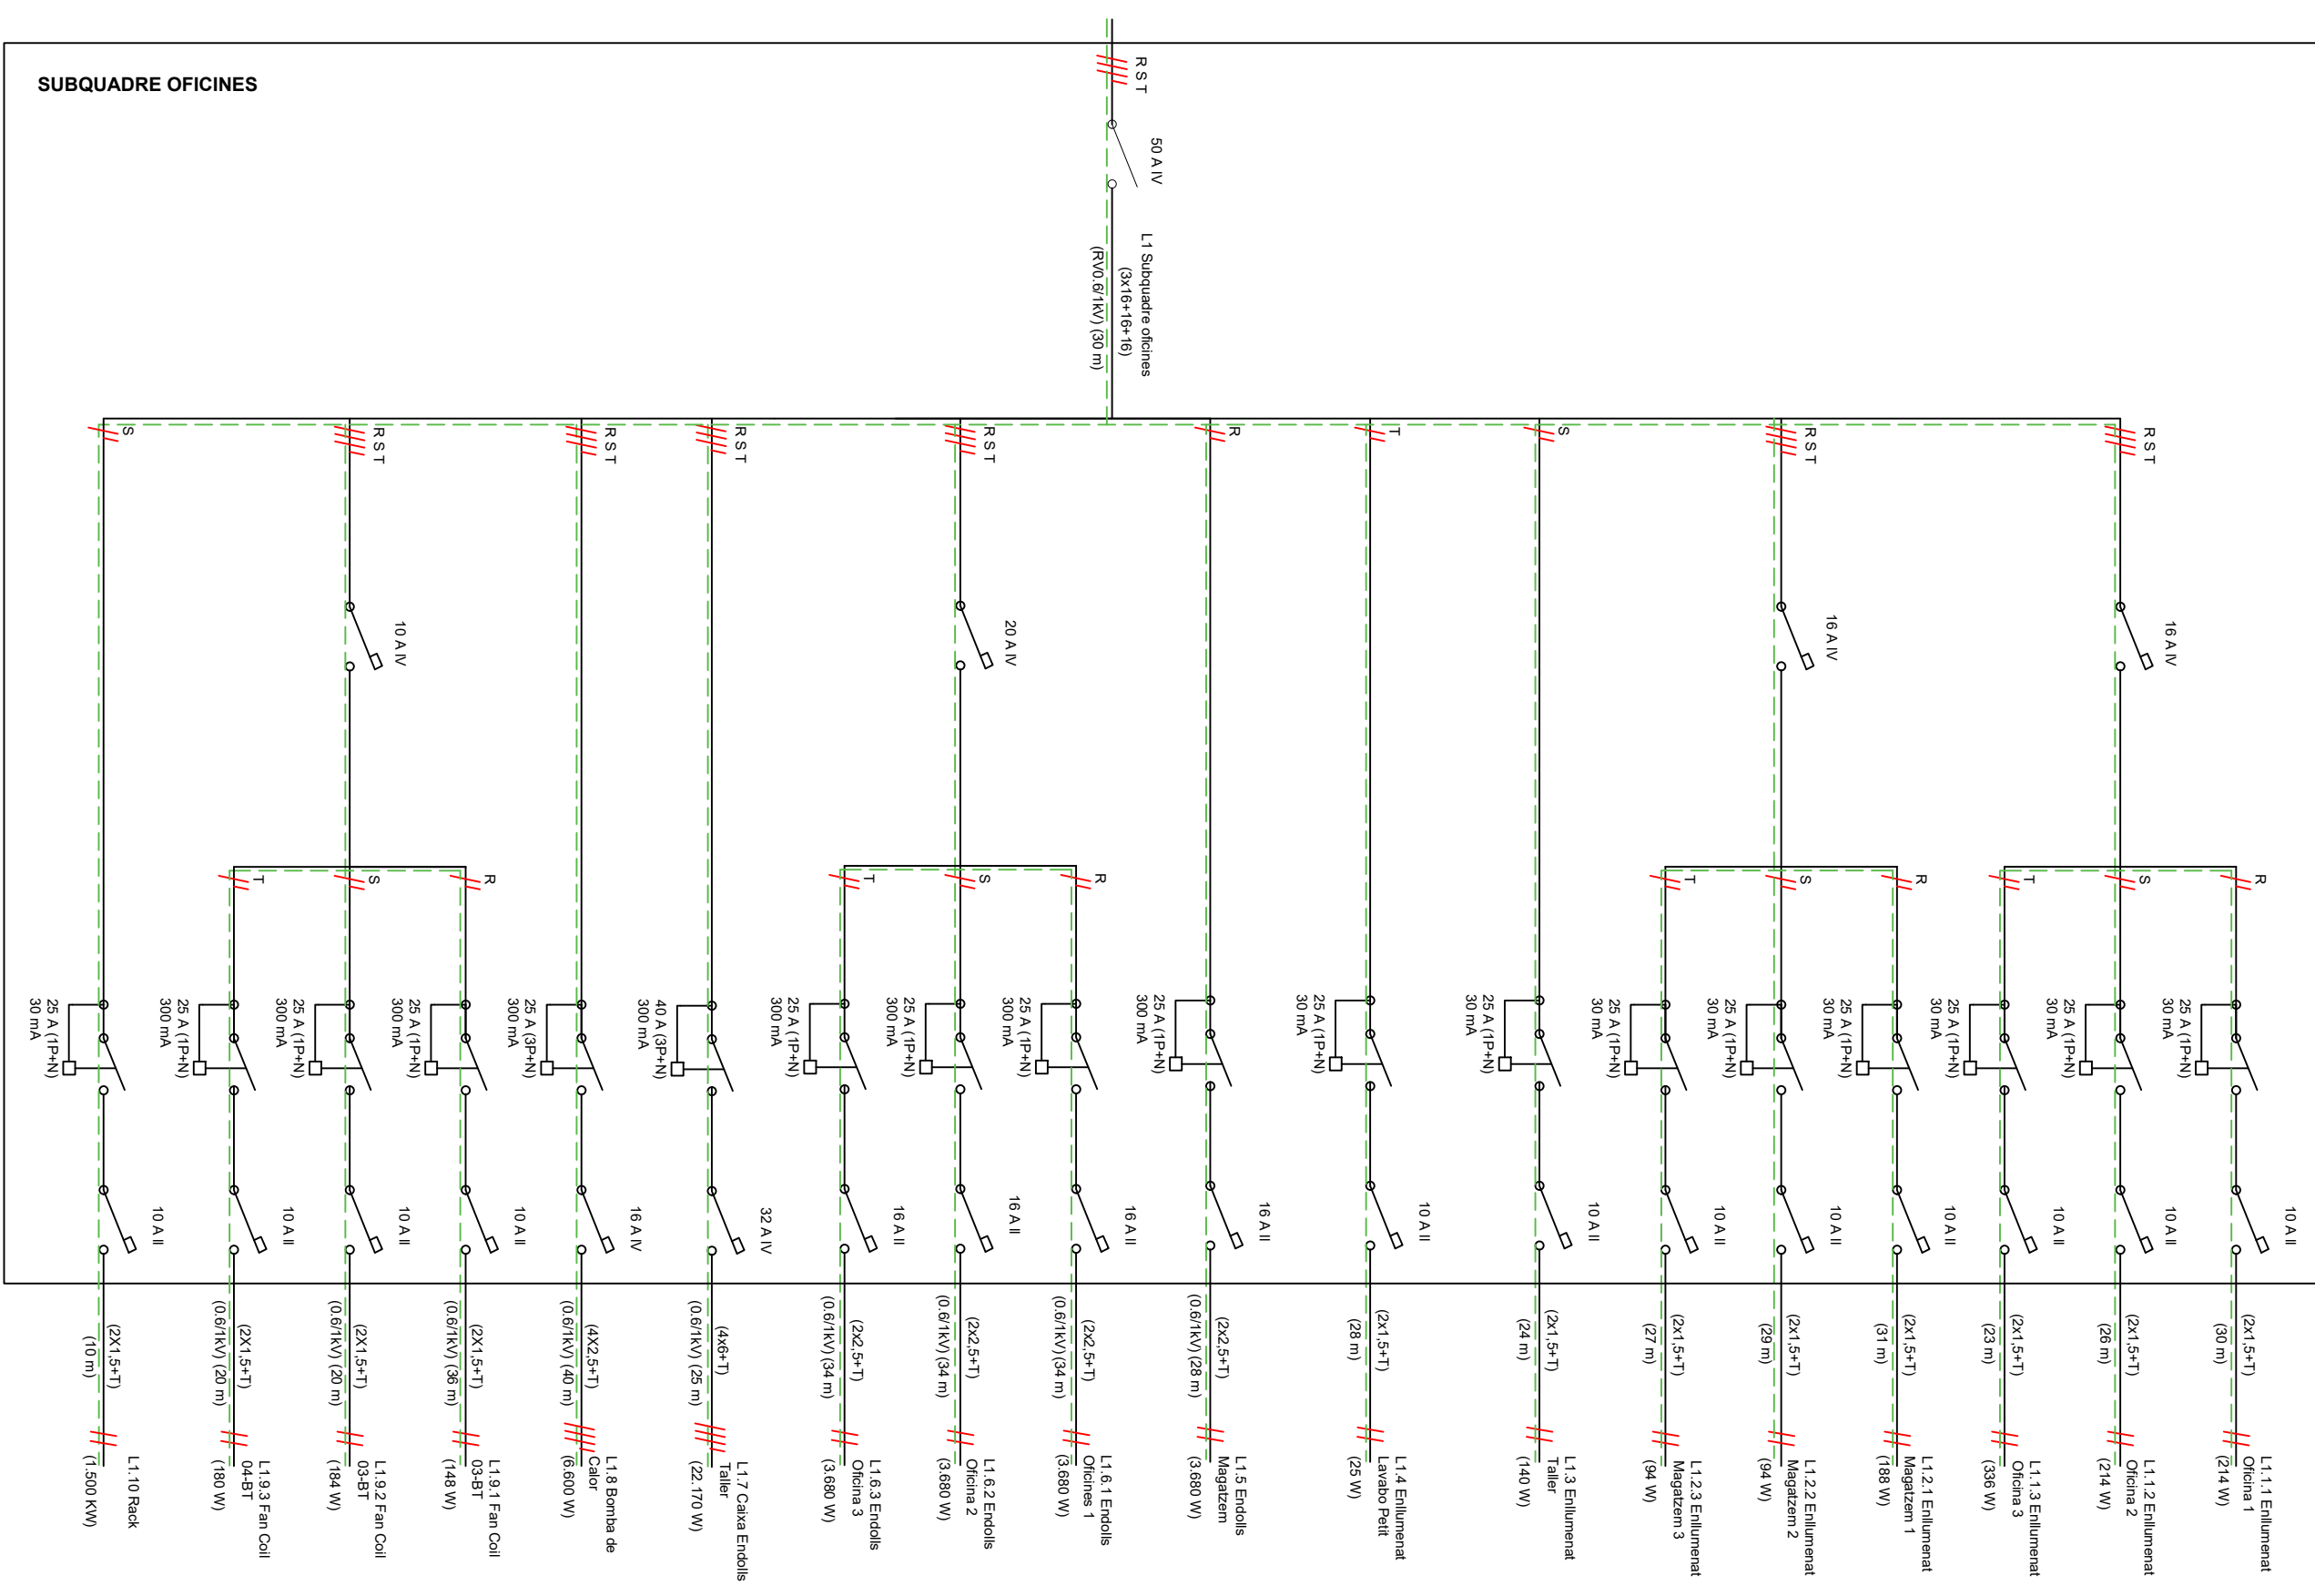 SUBQUADRE OFICINES
R S T
50 A IV
L1 Subquadre oficines
(3x16+16+16)
(RV0.6/1kV) (30 m)
S
R S T
R S T
R S T
R S T
R
T
S
R S T
R S T
10 A IV
20 A IV
16 A IV
16 A IV
T
S
R
T
S
R
T
S
R
T
S
R
25 A (1P+N)
30 mA
25 A (1P+N)
300 mA
25 A (1P+N)
300 mA
25 A (1P+N)
300 mA
25 A (3P+N)
300 mA
40 A (3P+N)
300 mA
25 A (1P+N)
300 mA
25 A (1P+N)
300 mA
25 A (1P+N)
300 mA
25 A (1P+N)
300 mA
25 A (1P+N)
30 mA
25 A (1P+N)
30 mA
25 A (1P+N)
30 mA
25 A (1P+N)
30 mA
25 A (1P+N)
30 mA
25 A (1P+N)
30 mA
25 A (1P+N)
30 mA
25 A (1P+N)
30 mA
10 A II
10 A II
10 A II
10 A II
16 A IV
32 A IV
16 A II
16 A II
16 A II
16 A II
10 A II
10 A II
10 A II
10 A II
10 A II
10 A II
10 A II
10 A II
(2X1,5+T)
(10 m)
(2X1,5+T)
(0.6/1kV) (20 m)
(2X1,5+T)
(0.6/1kV) (20 m)
(2X1,5+T)
(0.6/1kV) (36 m)
(4X2,5+T)
(0.6/1kV) (40 m)
(4x6+T)
(0.6/1kV) (25 m)
(2x2,5+T)
(0.6/1kV) (34 m)
(2x2,5+T)
(0.6/1kV) (34 m)
(2x2,5+T)
(0.6/1kV) (34 m)
(2x2,5+T)
(0.6/1kV) (28 m)
(2x1,5+T)
(28 m)
(2x1,5+T)
(24 m)
(2x1,5+T)
(27 m)
(2x1,5+T)
(29 m)
(2x1,5+T)
(31 m)
(2x1,5+T)
(23 m)
(2x1,5+T)
(26 m)
(2x1,5+T)
(30 m)
L1.10 Rack
(1.500 KW)
L1.9.3 Fan Coil
04-BT
(180 W)
L1.9.2 Fan Coil
03-BT
(184 W)
L1.9.1 Fan Coil
03-BT
(148 W)
L1.8 Bomba de
Calor
(6.600 W)
L1.7 Caixa Endolls
Taller
(22.170 W)
L1.6.3 Endolls
Oficina 3
(3.680 W)
L1.6.2 Endolls
Oficina 2
(3.680 W)
L1.6.1 Endolls
Oficines 1
(3.680 W)
L1.5 Endolls
Magatzem
(3.680 W)
L1.4 Enllumenat
Lavabo Petit
(25 W)
L1.3 Enllumenat
Taller
(140 W)
L1.2.3 Enllumenat
Magatzem 3
(94 W)
L1.2.2 Enllumenat
Magatzem 2
(94 W)
L1.2.1 Enllumenat
Magatzem 1
(188 W)
L1.1.3 Enllumenat
Oficina 3
(336 W)
L1.1.2 Enllumenat
Oficina 2
(214 W)
L1.1.1 Enllumenat
Oficina 1
(214 W)